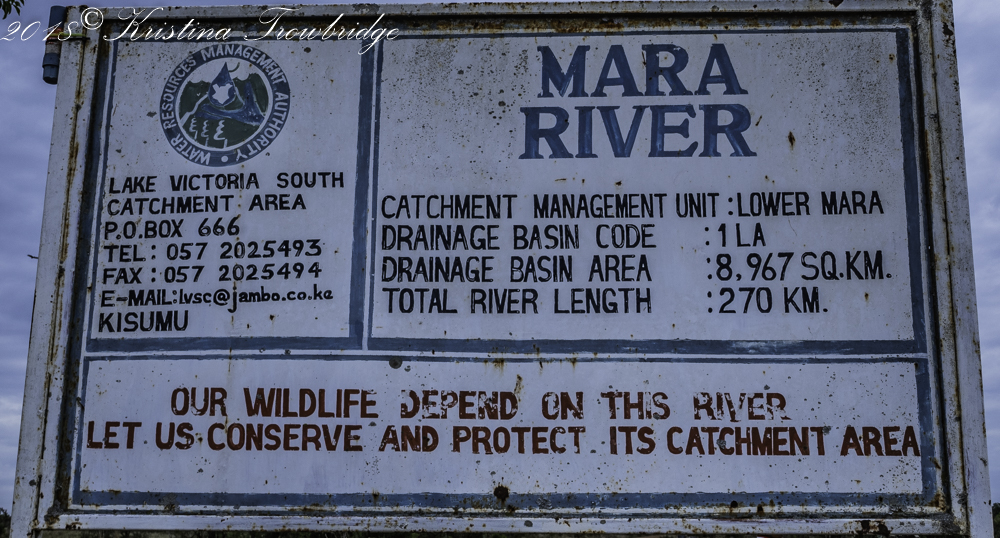 2018© Kristina Trowbridge
WATER RESOURCES MANAGEMENT AUTHORITY
LAKE VICTORIA SOUTH
CATCHMENT AREA
P.O.BOX 666
TEL: 057 2025493
FAX: 057 2025494
E-MAIL:lvsc@jambo.co.ke
KISUMU
MARA
RIVER
CATCHMENT MANAGEMENT UNIT :LOWER MARA
DRAINAGE BASIN CODE :1LA
DRAINAGE BASIN AREA :8,967 SQ.KM.
TOTAL RIVER LENGTH :270 KM.
OUR WILDLIFE DEPEND ON THIS RIVER
LET US CONSERVE AND PROTECT ITS CATCHMENT AREA